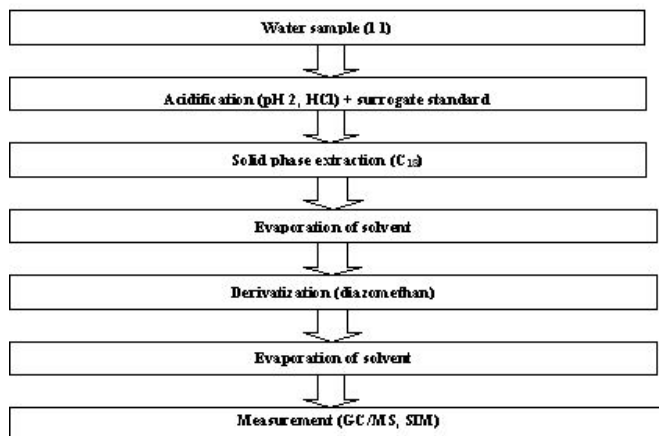 Water sample (1 l)
Acidification (pH 2, HCl) + surrogate standard
Solid phase extraction (C₁₈)
Evaporation of solvent
Derivatization (diazomethan)
Evaporation of solvent
Measurement (GC/MS, SIM)